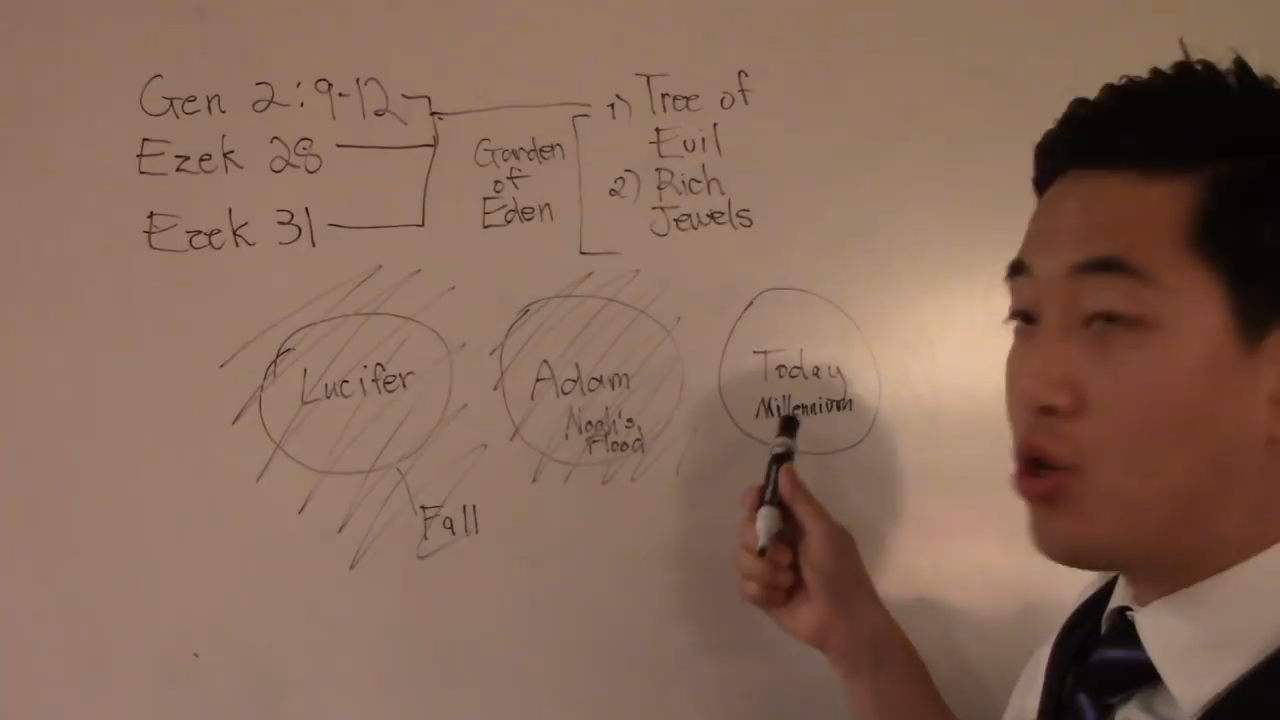 Gen 2:9-12
Ezek 28
Ezek 31
Garden
of
Eden
1) Tree of
Evil
2) Rich
Jewels
Lucifer
Fall
Adam
Noah's
Flood
Today
Millennium